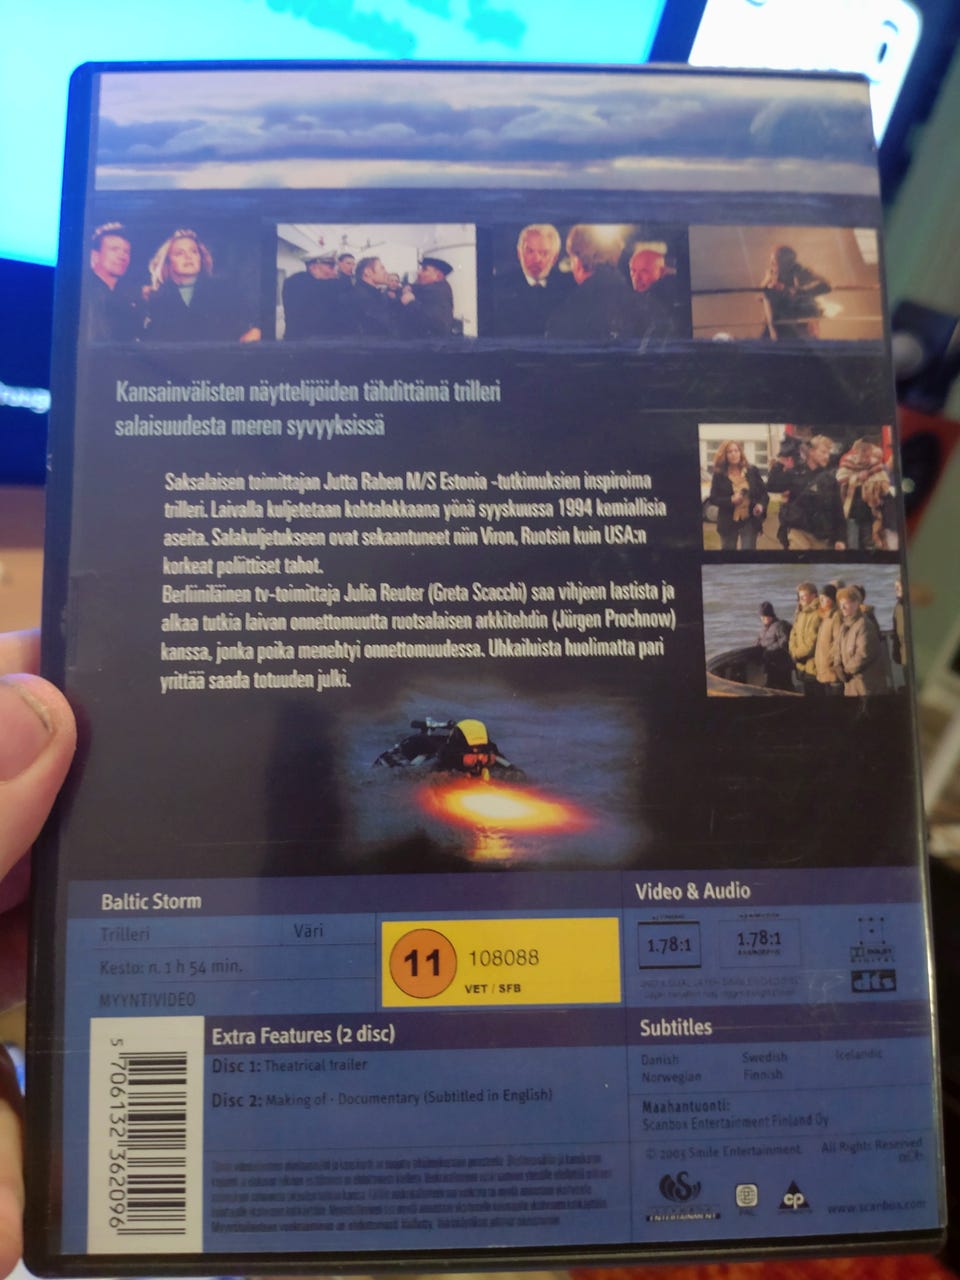 Kansainvälisten näyttelijöiden tähdittämä trilleri
salaisuudesta meren syvyyksissä
Saksalaisen toimittajan Jutta Raben M/S Estonia -tutkimuksien inspiroima
trilleri. Laivalla kuljetetaan kohtalokkaana yönä syyskuussa 1994 kemiallisia
aseita. Salakuljetukseen ovat sekaantuneet niin Viron, Ruotsin kuin USA:n
korkeat poliittiset tahot.
Berliiniläinen tv-toimittaja Julia Reuter (Greta Scacchi) saa vihjeen lastista ja
alkaa tutkia laivan onnettomuutta ruotsalaisen arkkitehdin (Jürgen Prochnow)
kanssa, jonka poika menehtyi onnettomuudessa. Uhkailuista huolimatta pari
yrittää saada totuuden julki.
Baltic Storm
Trilleri
Väri
Kesto: n. 1 h 54 min.
MYYNTIVIDEO
11
108088
VET / SFB
Video & Audio
1.78:1
1.78:1
DOLBY
DIGITAL
dts
Extra Features (2 disc)
Disc 1: Theatrical trailer
Disc 2: Making of · Documentary (Subtitled in English)
Subtitles
Danish
Swedish
Icelandic
Norwegian
Finnish
Maahantuonti:
Scanbox Entertainment Finland Oy
© 2003 Smile Entertainment.
All Rights Reserved
ENTERTAINMENT
PAL
cp
www.scanbox.com
5 706132 362096